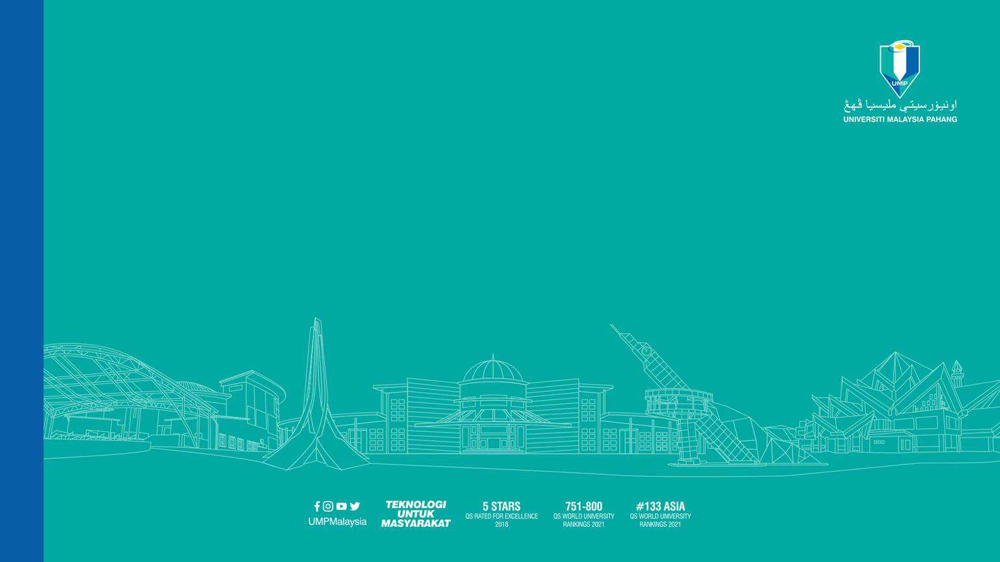 UMP
اونيۏرسيتي مليسيا ڤهڠ
UNIVERSITI MALAYSIA PAHANG
UMPMalaysia
TEKNOLOGI
UNTUK
MASYARAKAT
5 STARS
QS RATED FOR EXCELLENCE
2018
751-800
QS WORLD UNIVERSITY
RANKINGS 2021
#133 ASIA
QS WORLD UNIVERSITY
RANKINGS 2021